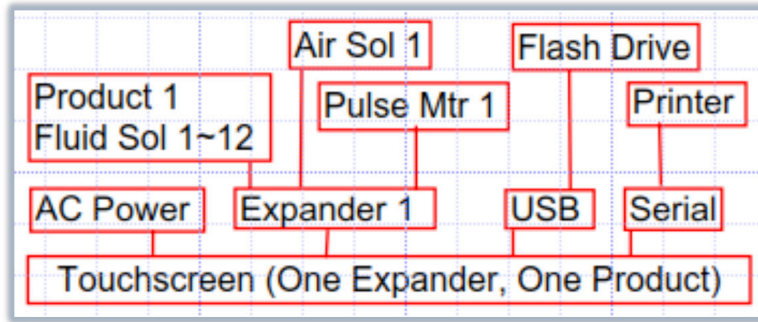 Air Sol 1
Flash Drive
Product 1
Fluid Sol 1~12
Pulse Mtr 1
Printer
AC Power
Expander 1
USB
Serial
Touchscreen (One Expander, One Product)